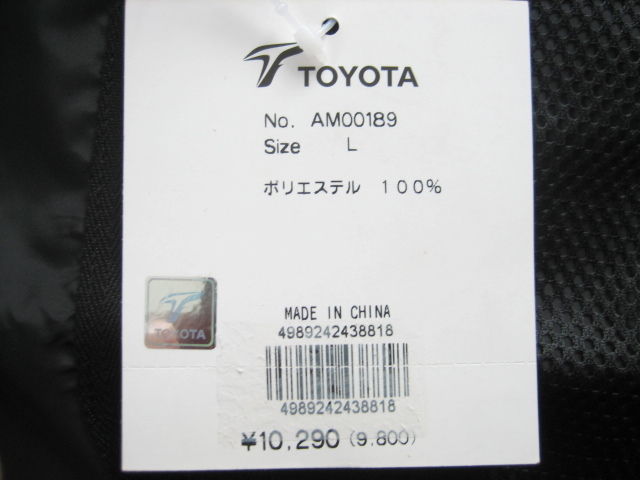 TOYOTA
No. AM00189
Size L
ポリエステル 100%
TOYOTA
MADE IN CHINA
4989242438818
4989242438818
¥10,290 (9,800)